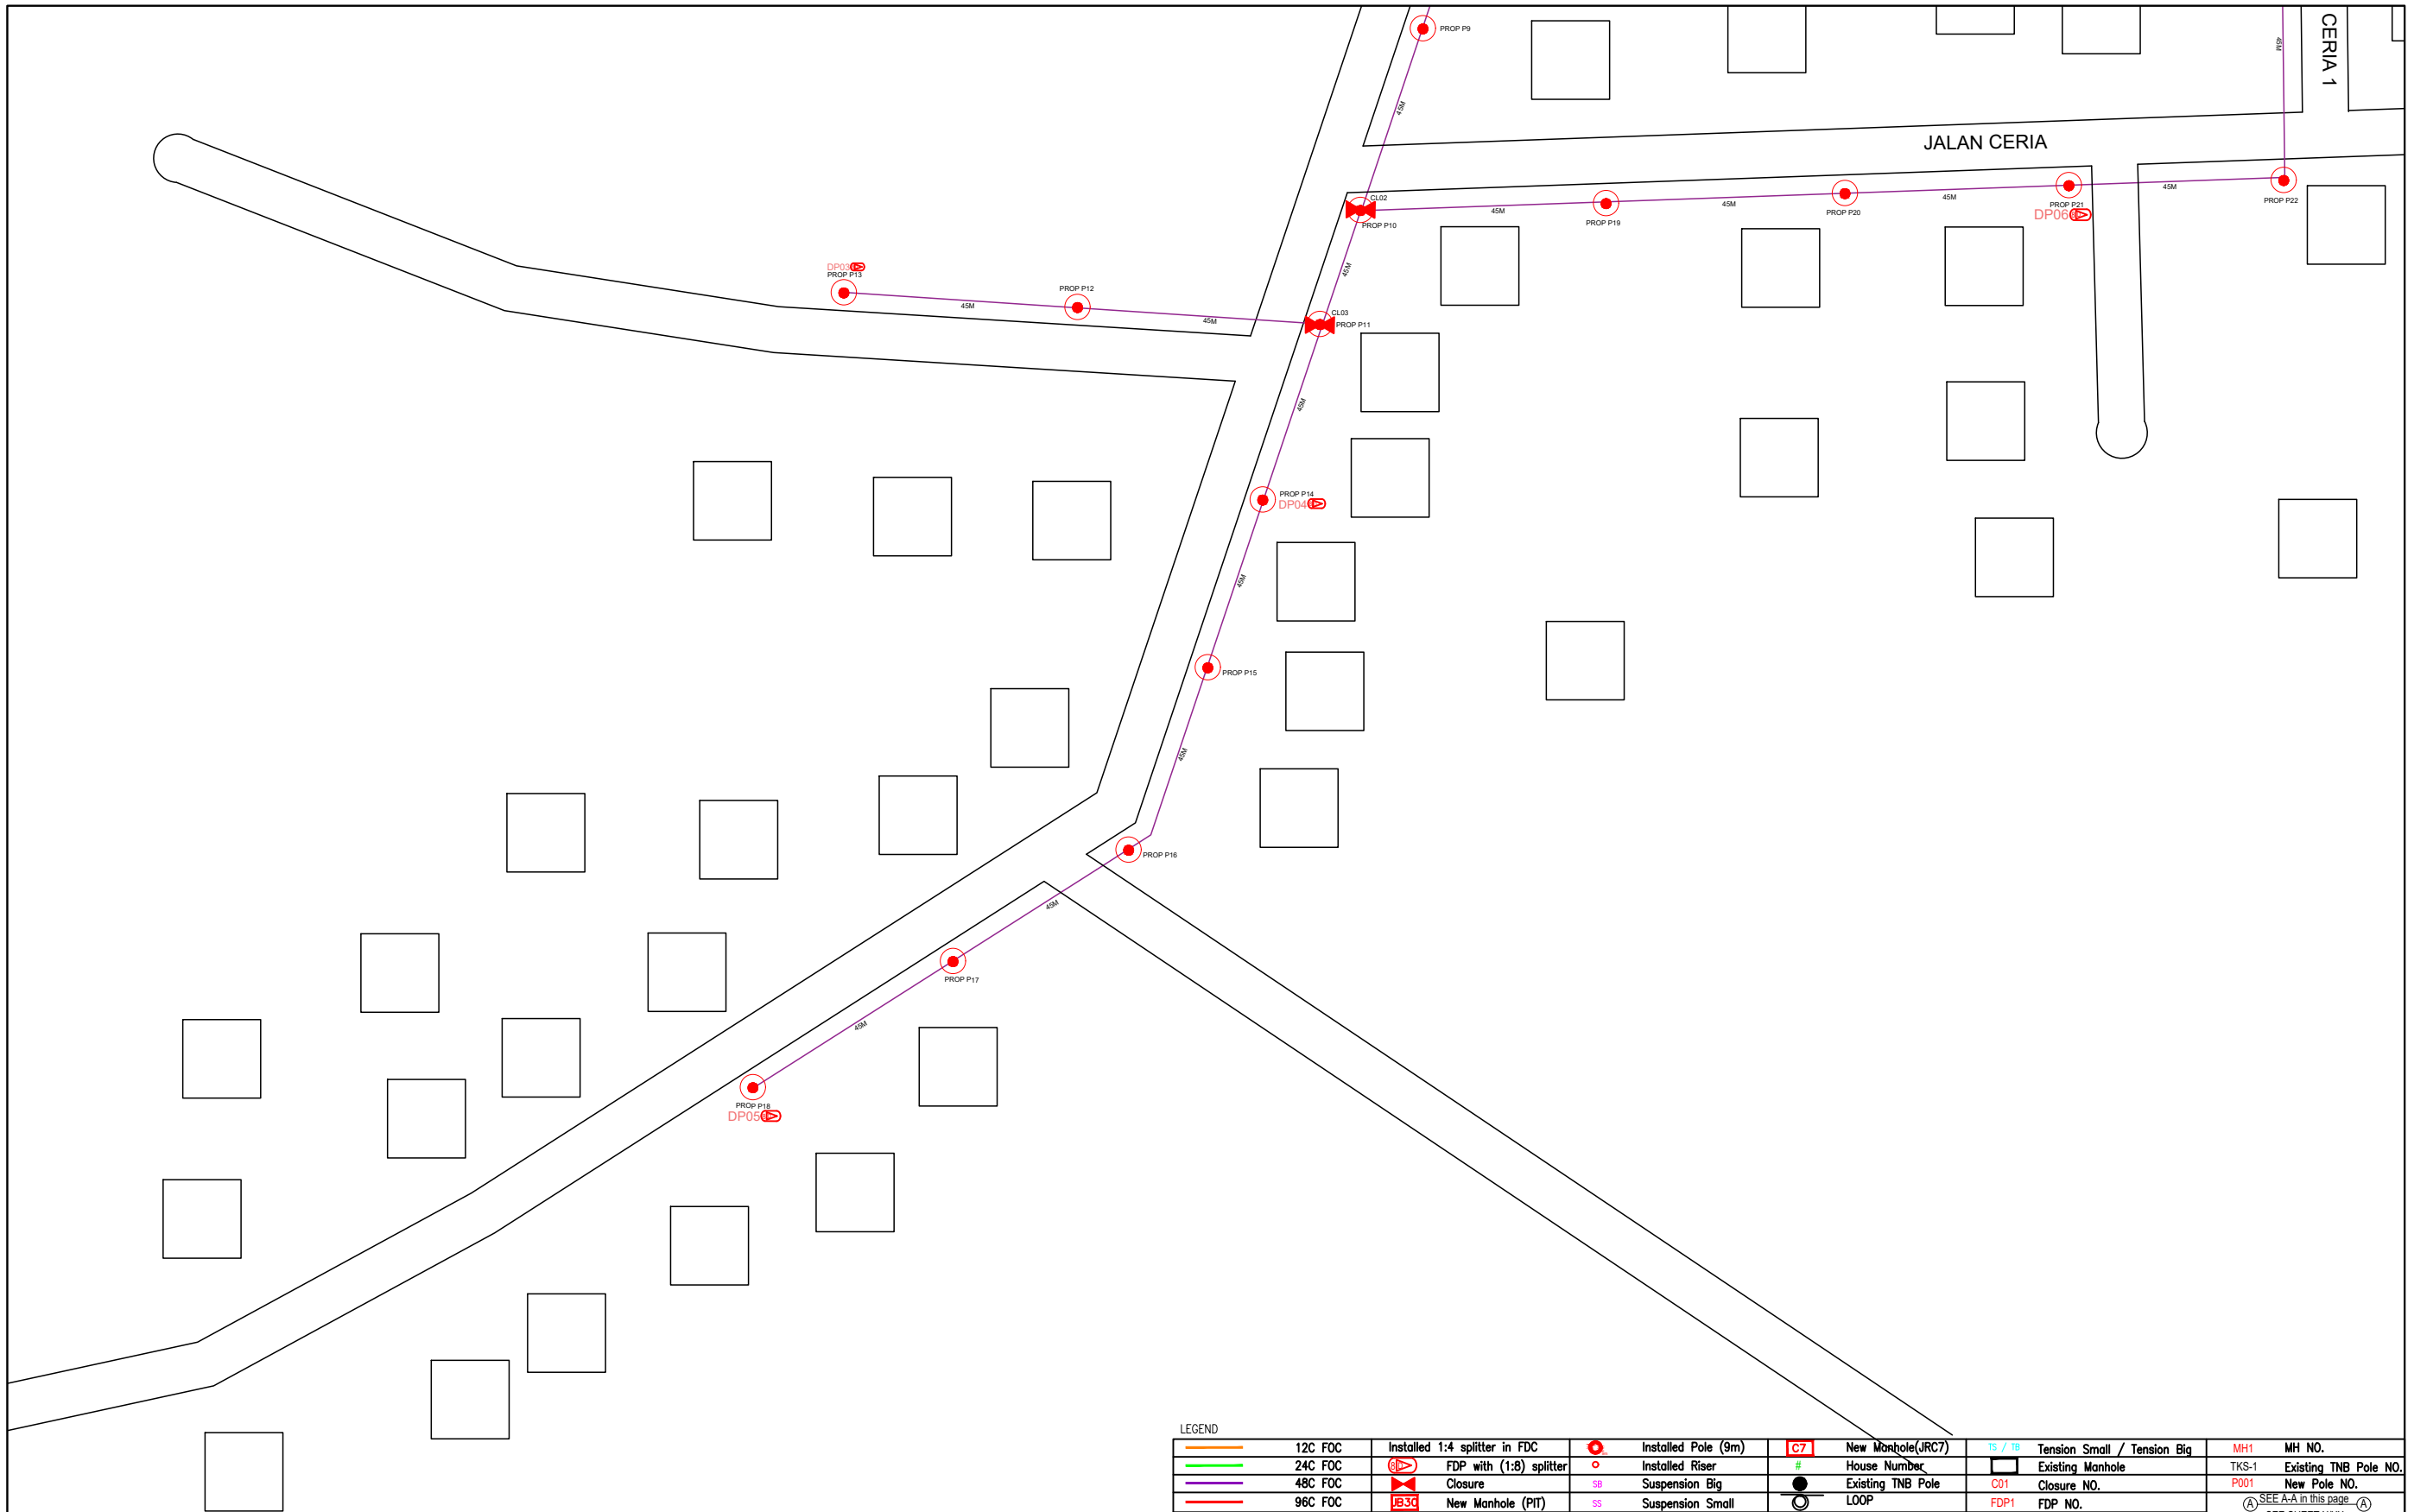 PROP P9
45M
45M
CERIA 1
JALAN CERIA
CL02
PROP P10
45M
PROP P19
45M
PROP P20
45M
PROP P21
DP06
45M
PROP P22
DP03
PROP P13
45M
PROP P12
45M
45M
CL03
PROP P11
45M
PROP P14
DP04
45M
PROP P15
45M
PROP P16
45M
PROP P17
45M
PROP P18
DP05
LEGEND
12C FOC
Installed 1:4 splitter in FDC
Installed Pole (9m)
C7
New Manhole(JRC7)
TS / TB
Tension Small / Tension Big
MH1
MH NO.
24C FOC
8
FDP with (1:8) splitter
Installed Riser
#
House Number
Existing Manhole
TKS-1
Existing TNB Pole NO.
48C FOC
Closure
SB
Suspension Big
Existing TNB Pole
C01
Closure NO.
P001
New Pole NO.
96C FOC
JB30
New Manhole (PIT)
SS
Suspension Small
LOOP
FDP1
FDP NO.
A
SEE A-A in this page
A